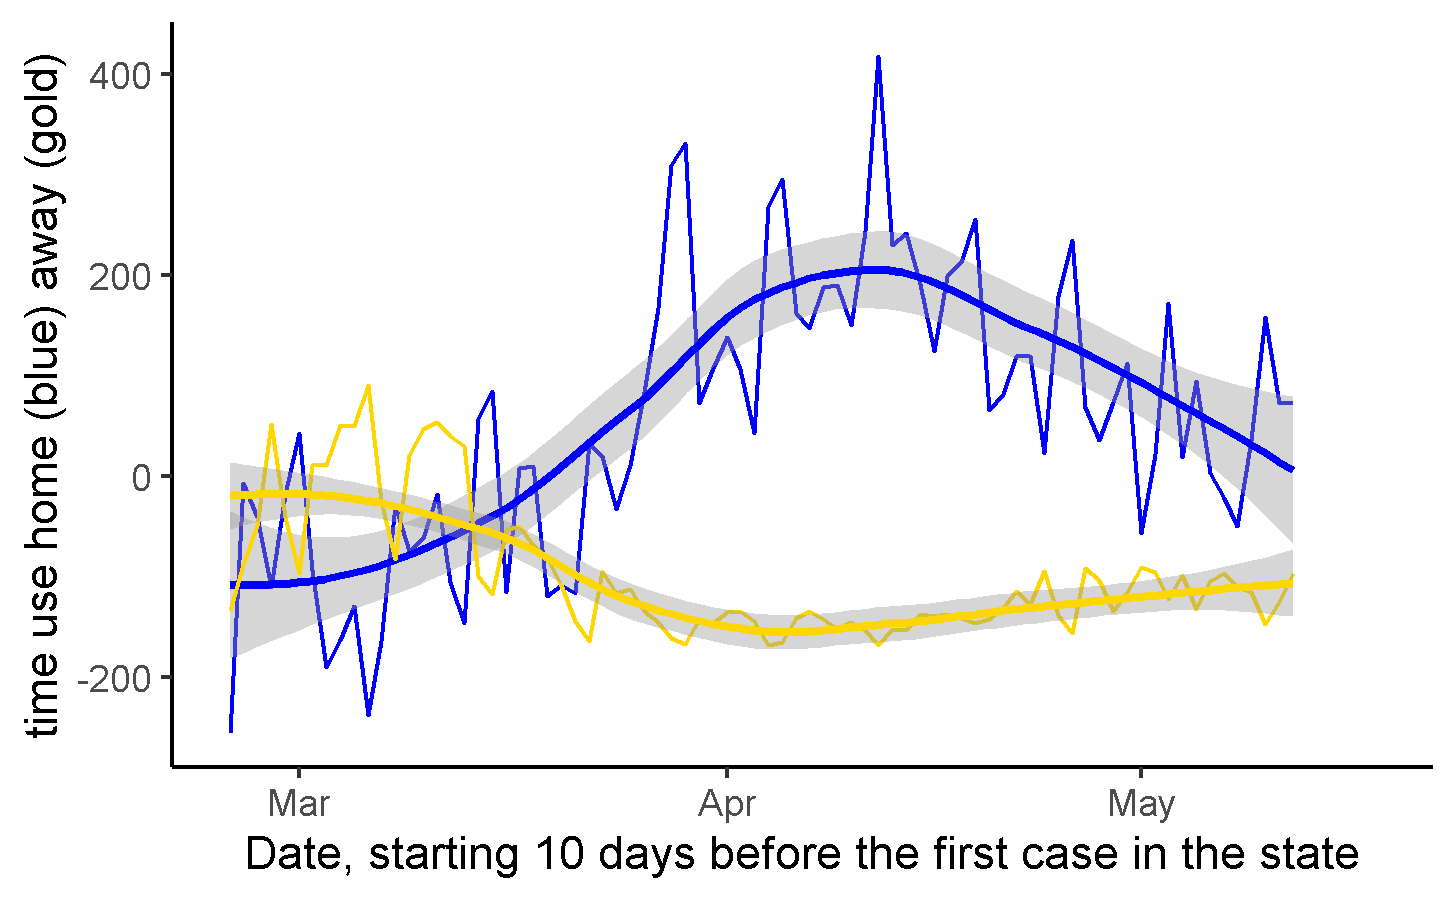 time use home (blue) away (gold)
400
200
0
-200
Mar
Apr
May
Date, starting 10 days before the first case in the state